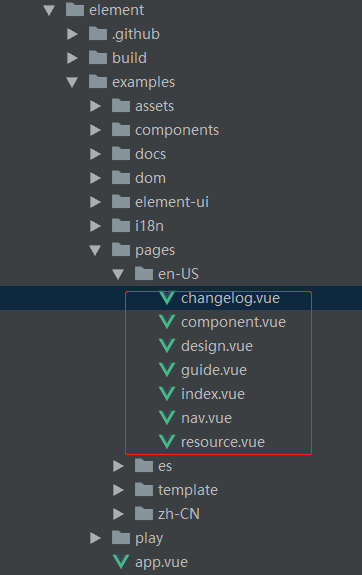 element
.github
build
examples
assets
components
docs
dom
element-ui
i18n
pages
en-US
changelog.vue
component.vue
design.vue
guide.vue
index.vue
nav.vue
resource.vue
es
template
zh-CN
play
app.vue